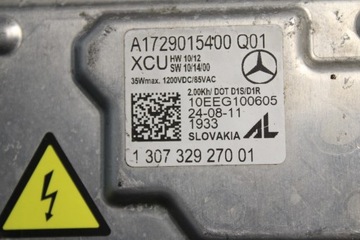 A1729015400 Q01
XCU HW 10/12
SW 10/14/00
35Wmax. 1200VDC/65VAC
2.00Kh/ DOT D1S/D1R
10EEG100605
24-08-11
1933
SLOVAKIA AL
1 307 329 270 01